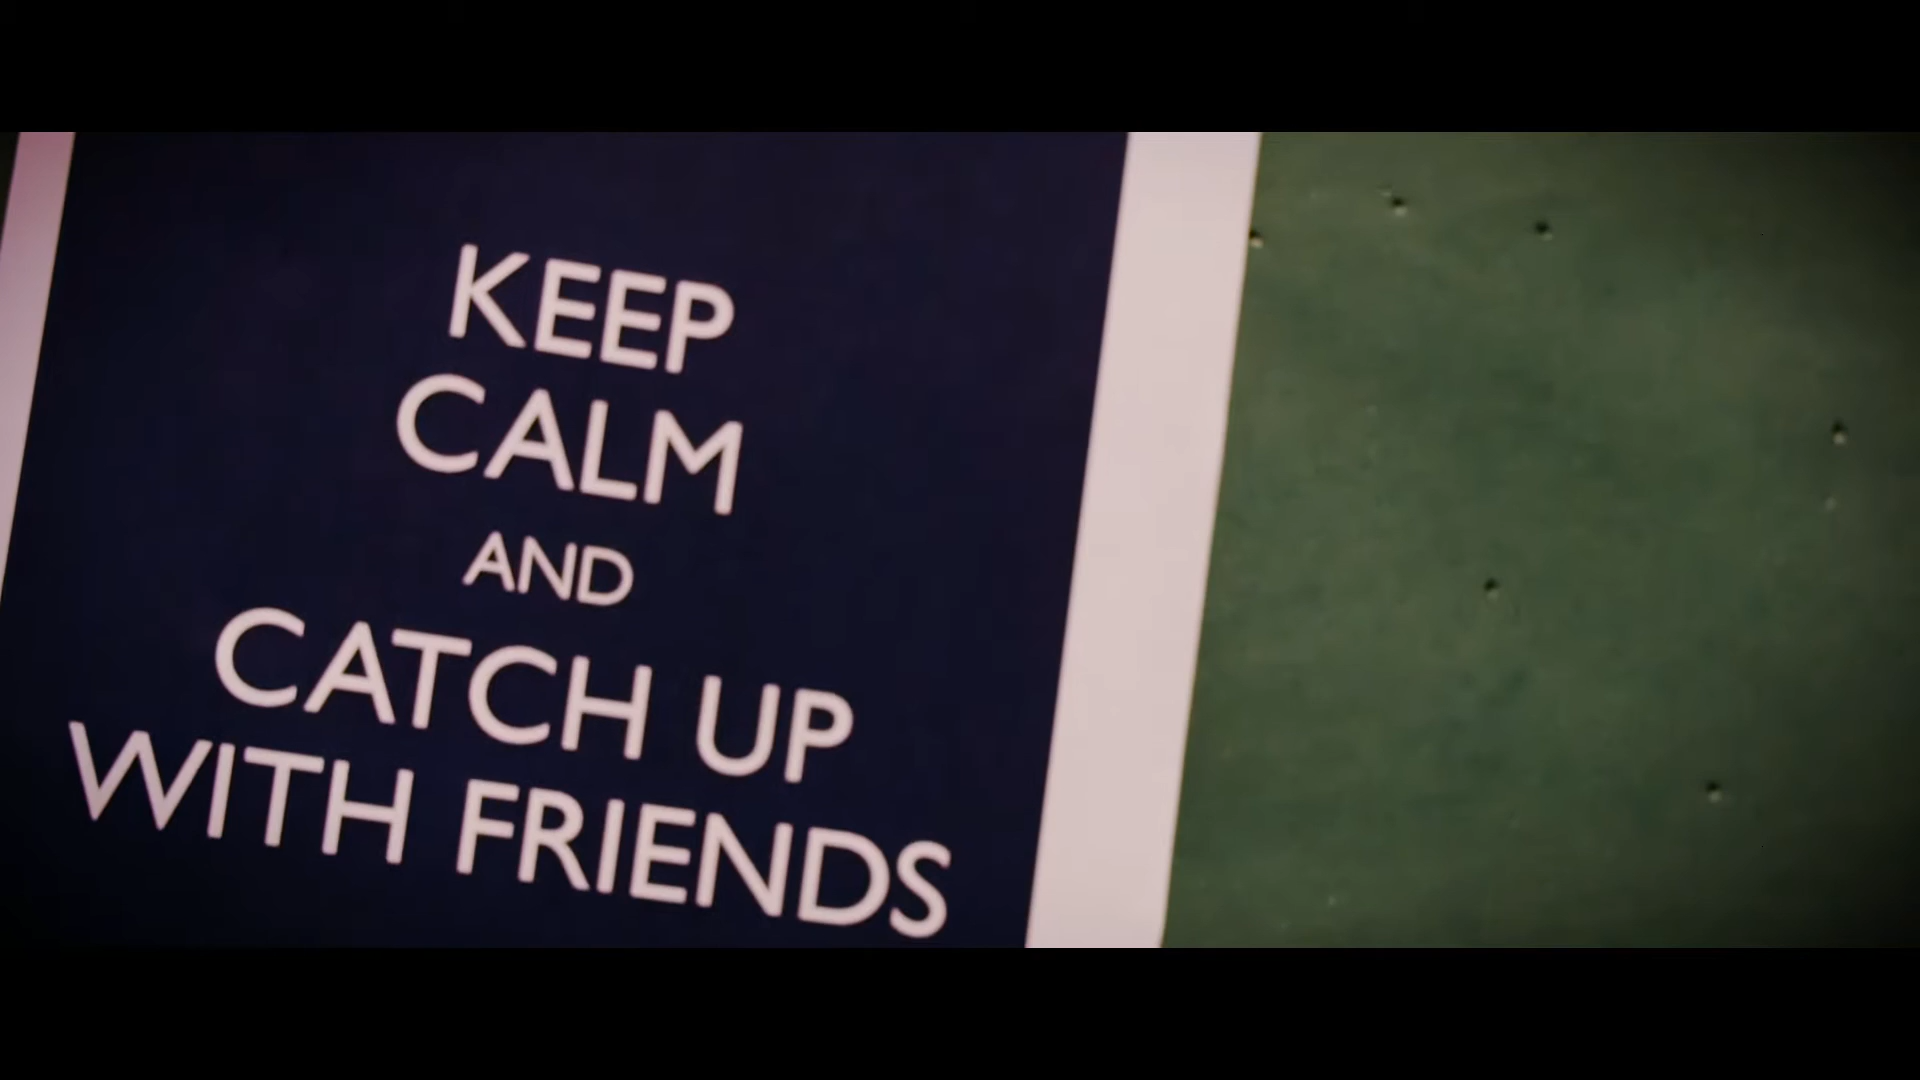 KEEP
CALM
AND
CATCH UP
WITH FRIENDS